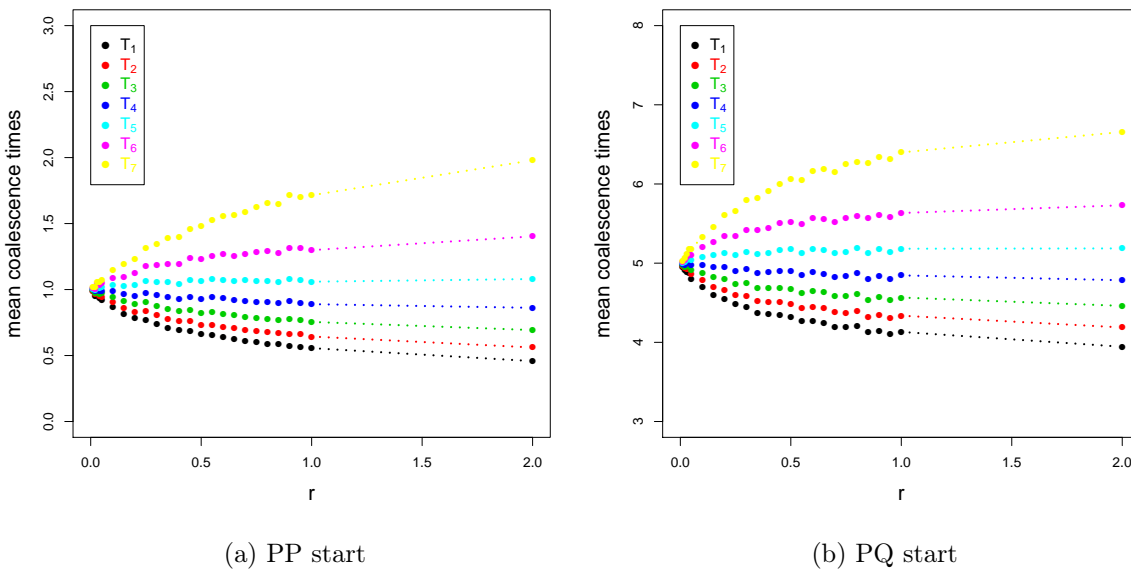 T1
T2
T3
T4
T5
T6
T7
mean coalescence times
3.0
2.5
2.0
1.5
1.0
0.5
0.0
0.0 0.5 1.0 1.5 2.0
r
(a) PP start
T1
T2
T3
T4
T5
T6
T7
mean coalescence times
8
7
6
5
4
3
0.0 0.5 1.0 1.5 2.0
r
(b) PQ start